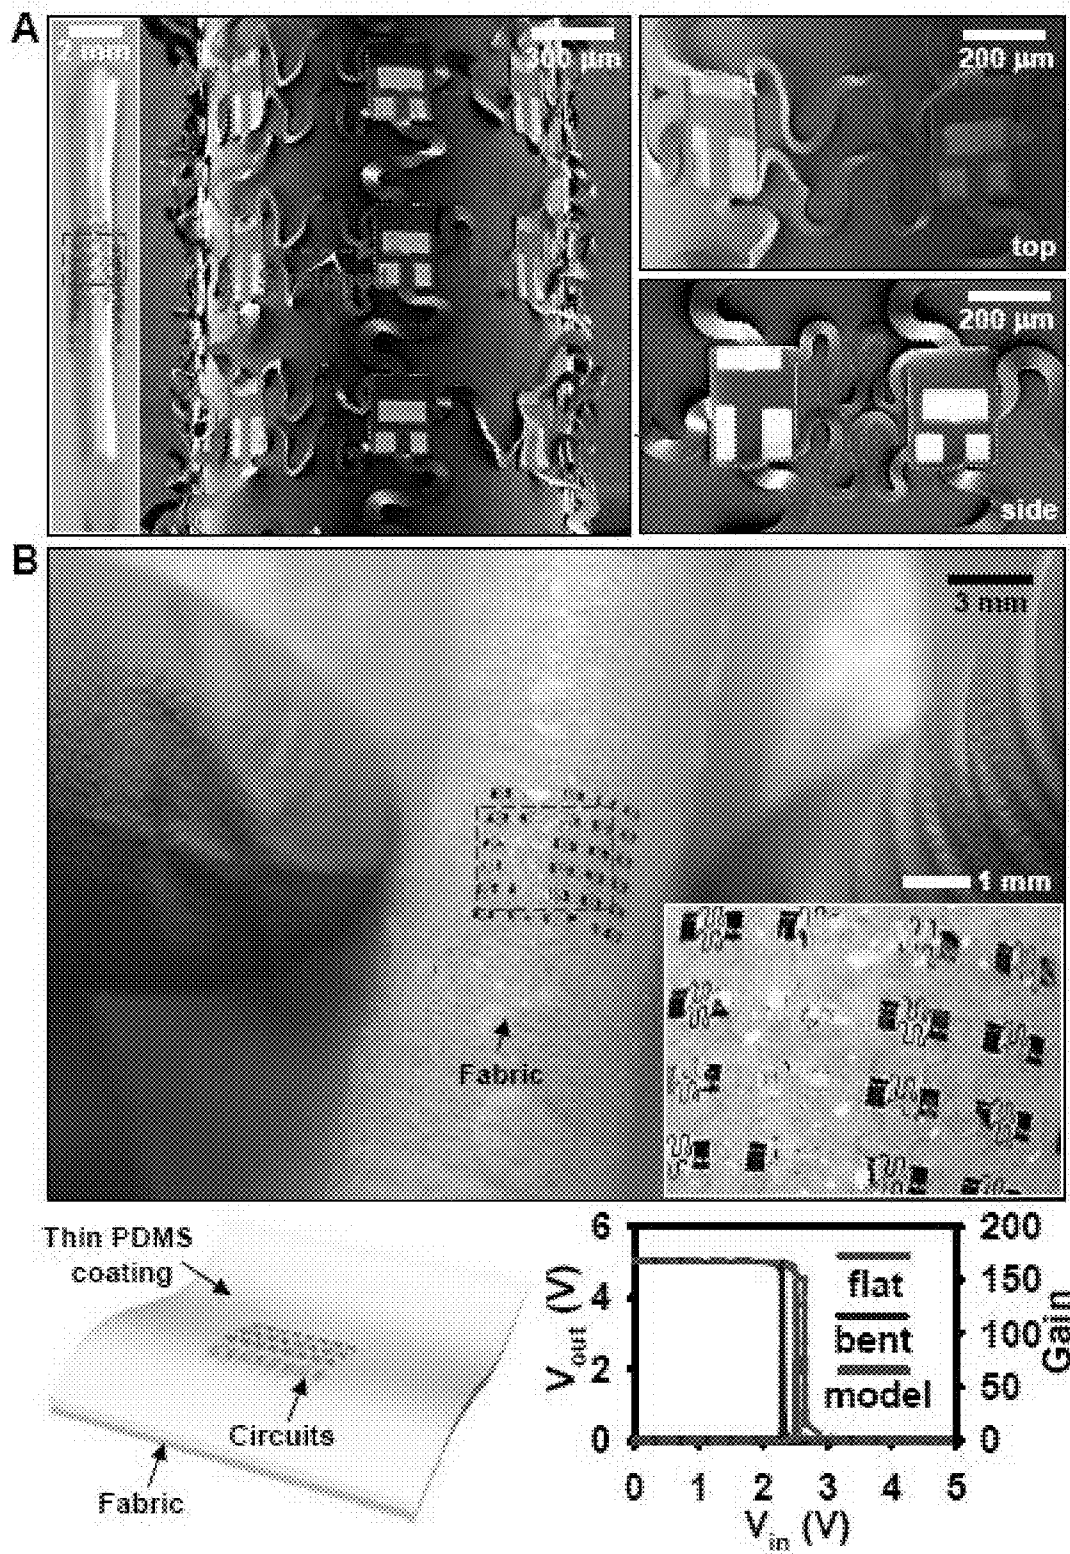 A
2 mm
300 µm
200 µm
top
200 µm
side
B
3 mm
1 mm
Fabric
Thin PDMS
coating
Circuits
Fabric
6
4
2
0
V_out (V)
200
150
100
50
0
Gain
flat
bent
model
0 1 2 3 4 5
V_in (V)